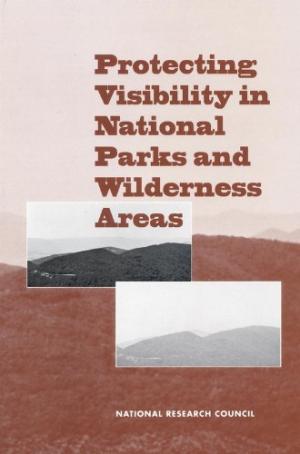 Protecting
Visibility in
National
Parks and
Wilderness
Areas
NATIONAL RESEARCH COUNCIL